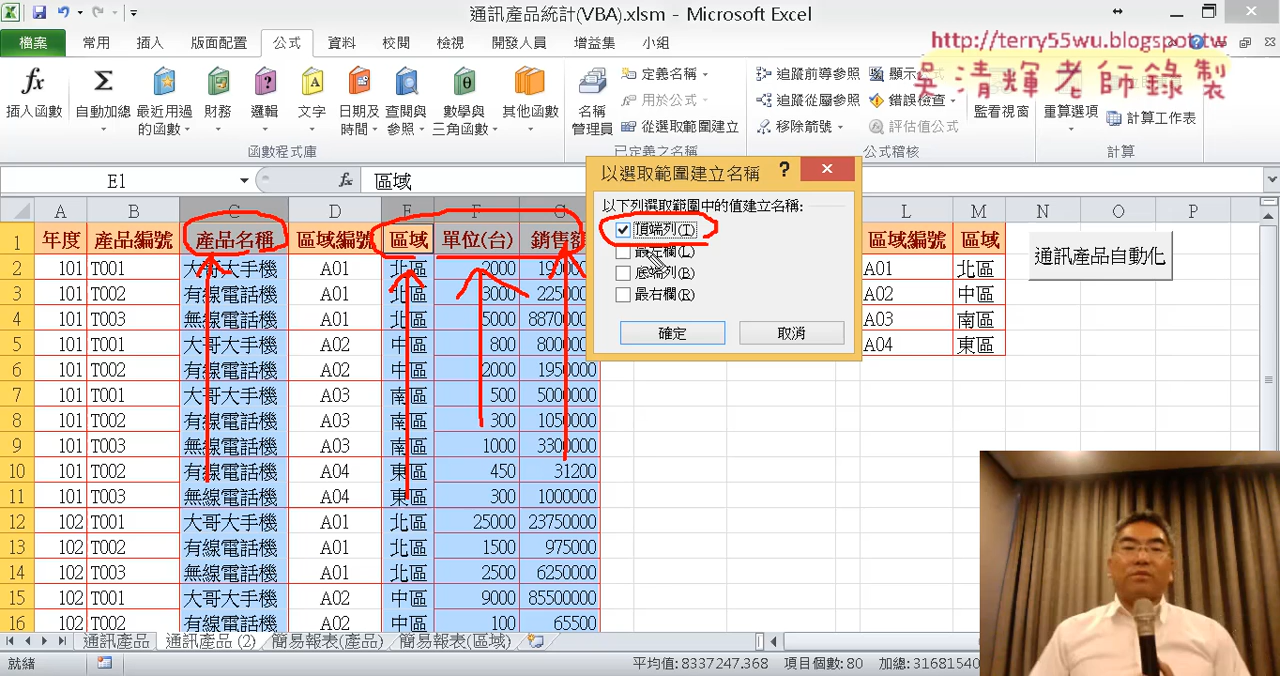 通訊產品統計(VBA).xlsm - Microsoft Excel
檔案 常用 插入 版面配置 公式 資料 校閱 檢視 開發人員 增益集 小組
http://terry55wu.blogspot.tw
吳清輝老師錄製
插入函數 自動加總 最近用過的函數 財務 邏輯 文字 日期及時間 查閱與參照 數學與三角函數 其他函數
函數程式庫
名稱管理員 定義名稱 用於公式 從選取範圍建立
已定義之名稱
追蹤前導參照 追蹤從屬參照 移除箭號 顯示公式 錯誤檢查 評估值公式 監看視窗
公式稽核
重算選項 計算工作表
計算
E1 fx 區域
以選取範圍建立名稱 ?
以下列選取範圍中的值建立名稱:
頂端列(T)
最左欄(L)
底端列(B)
最右欄(R)
確定 取消
A B C D E F G L M N O P
1 年度 產品編號 產品名稱 區域編號 區域 單位(台) 銷售額 區域編號 區域
2 101 T001 大哥大手機 A01 北區 2000 A01 北區
3 101 T002 有線電話機 A01 北區 3000 225000 A02 中區
4 101 T003 無線電話機 A01 北區 5000 A03 南區
5 101 T001 大哥大手機 A02 中區 800 A04 東區
6 101 T002 有線電話機 A02 中區 2000 1950000
7 101 T001 大哥大手機 A03 南區 500 5000000
8 101 T002 有線電話機 A03 南區 300 1050000
9 101 T003 無線電話機 A03 南區 1000 3300000
10 101 T002 有線電話機 A04 東區 450 31200
11 101 T003 無線電話機 A04 東區 300 1000000
12 102 T001 大哥大手機 A01 北區 25000 23750000
13 102 T002 有線電話機 A01 北區 1500 975000
14 102 T003 無線電話機 A01 北區 2500 6250000
15 102 T001 大哥大手機 A02 中區 9000 85500000
16 102 T002 有線電話機 A02 中區 100 65500
通訊產品自動化
通訊產品 通訊產品 (2) 簡易報表(產品) 簡易報表(區域)
就緒 平均值: 8337247.368 項目個數: 80